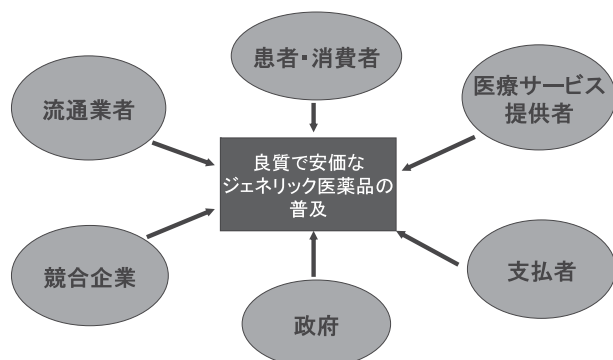 患者・消費者
流通業者
医療サービス
提供者
良質で安価な
ジェネリック医薬品の
普及
競合企業
支払者
政府